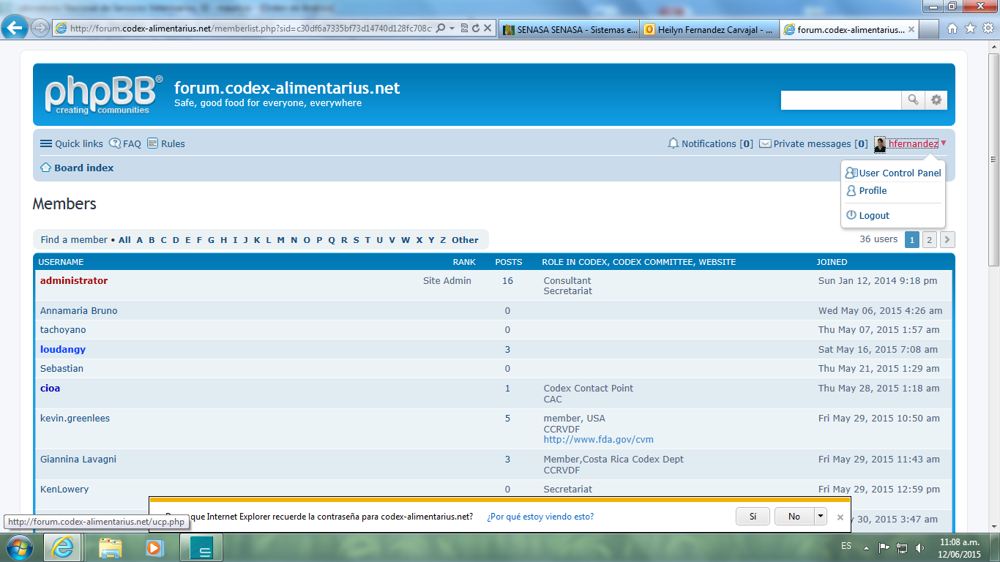 http://forum.codex-alimentarius.net/memberlist.php?sid=c30df6a7335bf73d14740d128fc708c
SENASA SENASA - Sistemas e...
Heilyn Fernandez Carvajal - ...
forum.codex-alimentarius...
phpBB®
creating communities
forum.codex-alimentarius.net
Safe, good food for everyone, everywhere
Quick links FAQ Rules
Notifications [0] Private messages [0] hfernandez
Board index
User Control Panel
Profile
Logout
Members
Find a member • All A B C D E F G H I J K L M N O P Q R S T U V W X Y Z Other
36 users 1 2
USERNAME RANK POSTS ROLE IN CODEX, CODEX COMMITTEE, WEBSITE JOINED
administrator Site Admin 16 Consultant Sun Jan 12, 2014 9:18 pm
Secretariat
Annamaria Bruno 0 Wed May 06, 2015 4:26 am
tachoyano 0 Thu May 07, 2015 1:57 am
loudangy 3 Sat May 16, 2015 7:08 am
Sebastian 0 Thu May 21, 2015 1:29 am
cioa 1 Codex Contact Point Thu May 28, 2015 1:18 am
CAC
kevin.greenlees 5 member, USA Fri May 29, 2015 10:50 am
CCRVDF
http://www.fda.gov/cvm
Giannina Lavagni 3 Member,Costa Rica Codex Dept Fri May 29, 2015 11:43 am
CCRVDF
KenLowery 0 Secretariat Fri May 29, 2015 12:59 pm
que Internet Explorer recuerde la contraseña para codex-alimentarius.net? ¿Por qué estoy viendo esto? Sí No
30, 2015 3:47 am
http://forum.codex-alimentarius.net/ucp.php
ES
11:08 a.m.
12/06/2015